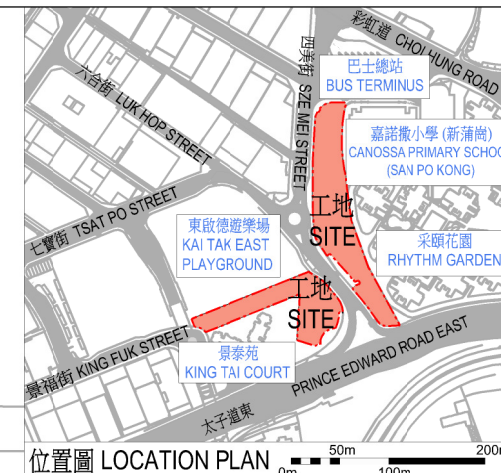 彩虹道 CHOI HUNG ROAD
四美街 SZE MEI STREET
巴士總站
BUS TERMINUS
六合街 LUK HOP STREET
嘉諾撒小學 (新蒲崗)
CANOSSA PRIMARY SCHOO
(SAN PO KONG)
工地
SITE
七寶街 TSAT PO STREET
東啟德遊樂場
KAI TAK EAST
PLAYGROUND
采頤花園
RHYTHM GARDEN
工地
SITE
景福街 KING FUK STREET
景泰苑
KING TAI COURT
太子道東
PRINCE EDWARD ROAD EAST
位置圖 LOCATION PLAN
50m
200m
0m
100m